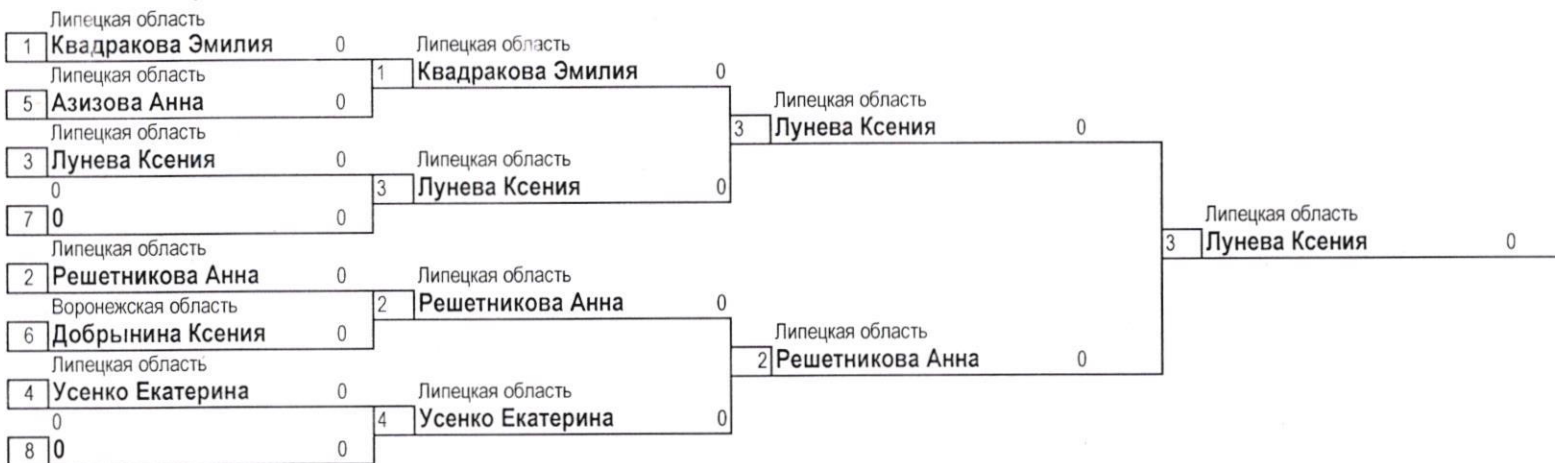 Липецкая область
1 Квадракова Эмилия 0
Липецкая область
5 Азизова Анна 0
Липецкая область
3 Лунева Ксения 0
0
7 0 0
Липецкая область
2 Решетникова Анна 0
Воронежская область
6 Добрынина Ксения 0
Липецкая область
4 Усенко Екатерина 0
0
8 0 0
Липецкая область
1 Квадракова Эмилия 0
Липецкая область
3 Лунева Ксения 0
Липецкая область
2 Решетникова Анна 0
Липецкая область
4 Усенко Екатерина 0
Липецкая область
3 Лунева Ксения 0
Липецкая область
2 Решетникова Анна 0
Липецкая область
3 Лунева Ксения 0